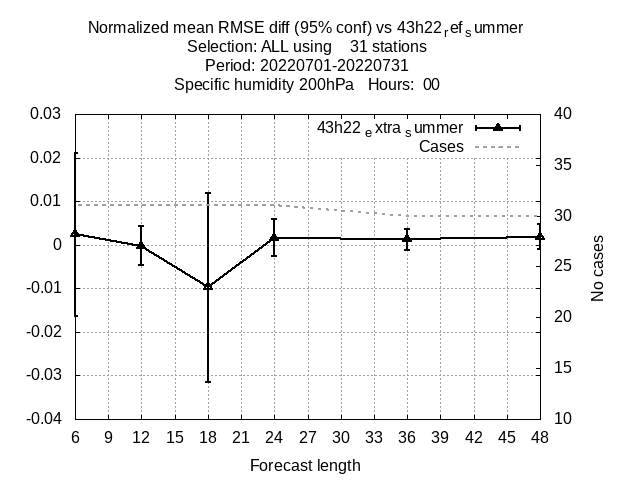 Normalized mean RMSE diff (95% conf) vs 43h22refsummer
Selection: ALL using 31 stations
Period: 20220701-20220731
Specific humidity 200hPa Hours: 00
43h22extrasummer
Cases
0.03
0.02
0.01
0
-0.01
-0.02
-0.03
-0.04
40
35
30
25
20
15
10
No cases
6 9 12 15 18 21 24 27 30 33 36 39 42 45 48
Forecast length